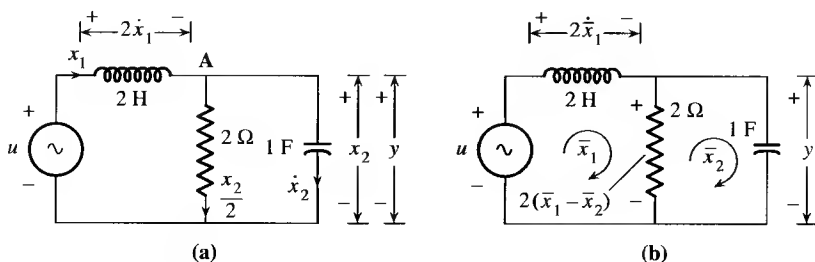 + 2ẋ₁ −
x₁
A
2 H
+
u
−
2 Ω
x₂/2
1 F
ẋ₂
+ x₂ −
+ y −
(a)
+ 2x̄̇₁ −
2 H
+
u
−
x̄₁
+ 2 Ω
2(x̄₁ − x̄₂) −
x̄₂
1 F
+ y −
(b)